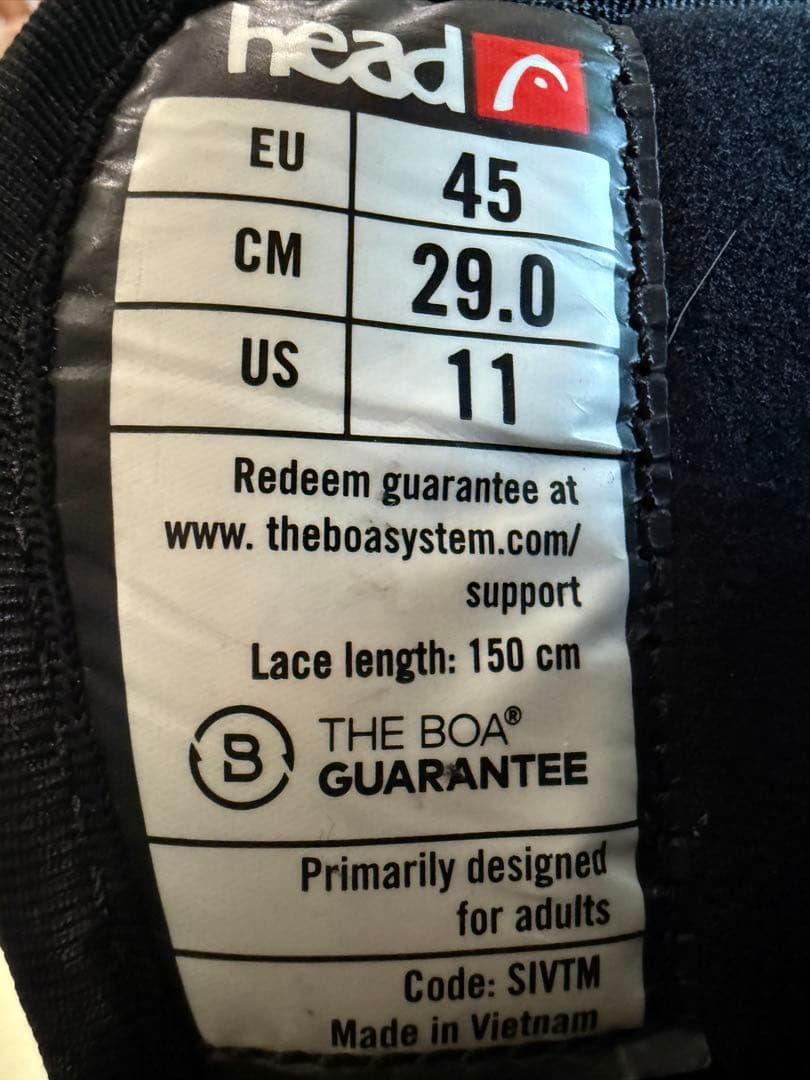 head
EU 45
CM 29.0
US 11
Redeem guarantee at
www. theboasystem.com/
support
Lace length: 150 cm
B THE BOA®
GUARANTEE
Primarily designed
for adults
Code: SIVTM
Made in Vietnam